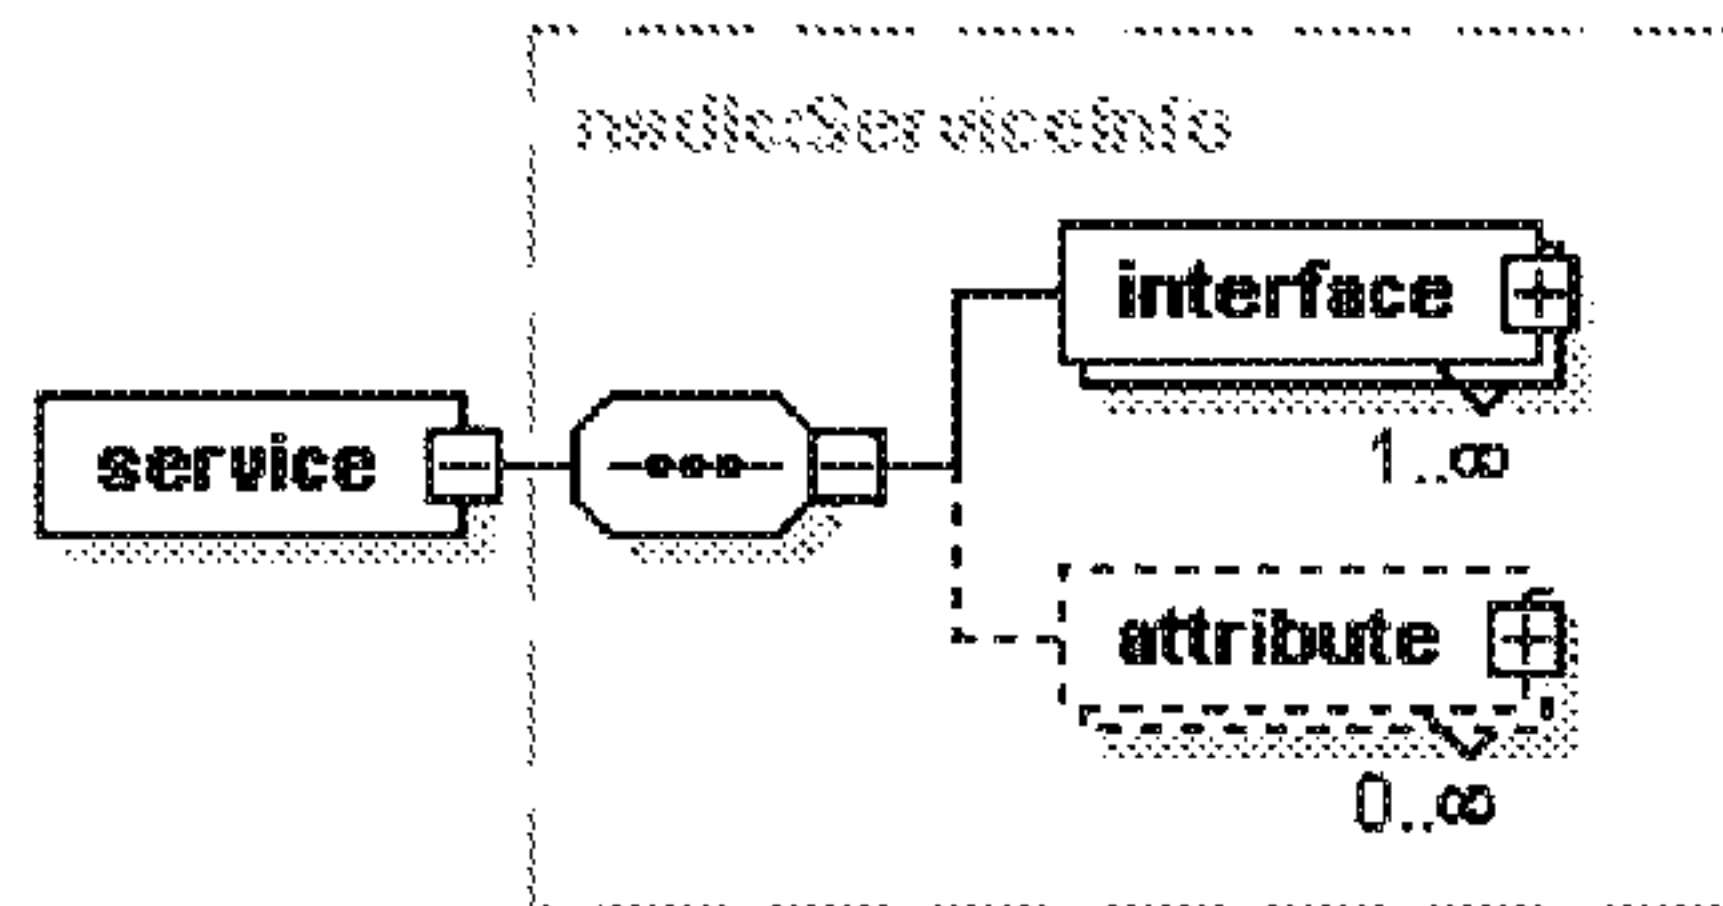 service
interface
1..∞
attribute
0..∞